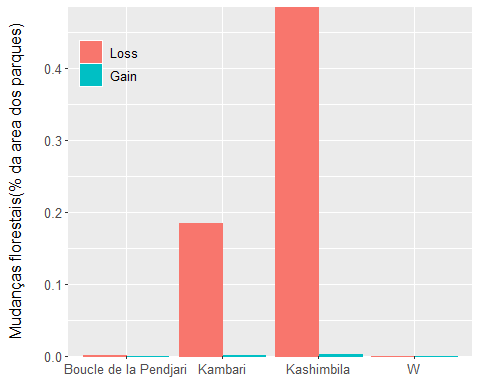 Mudanças florestais(% da area dos parques)
Loss
Gain
0.4
0.3
0.2
0.1
0.0
Boucle de la Pendjari Kambari Kashimbila W